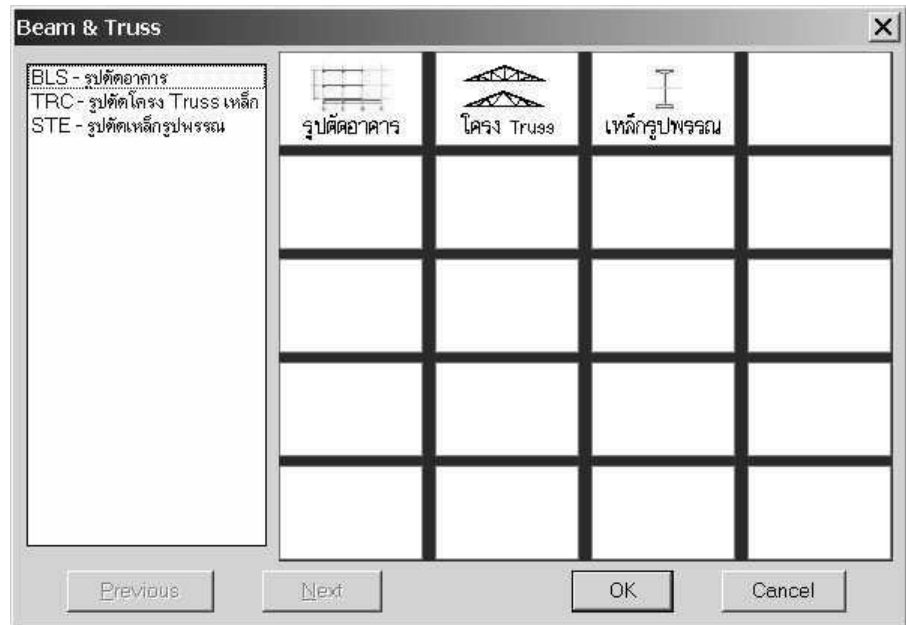 Beam & Truss
BLS - รูปตัดอาคาร
TRC - รูปตัดโครง Truss เหล็ก
STE - รูปตัดเหล็กรูปพรรณ
รูปตัดอาคาร
โครง Truss
เหล็กรูปพรรณ
Previous
Next
OK
Cancel